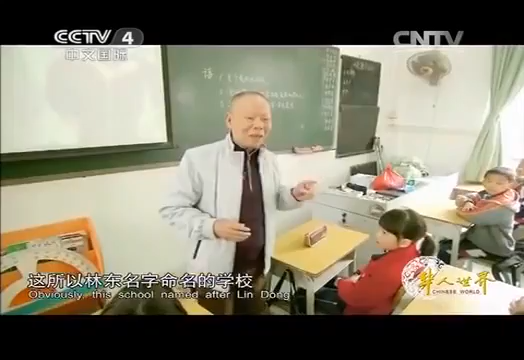 CCTV 4
中文国际
CNTV
语
这所以林东名字命名的学校
Obviously, this school named after Lin Dong
华人世界
CHINESE WORLD